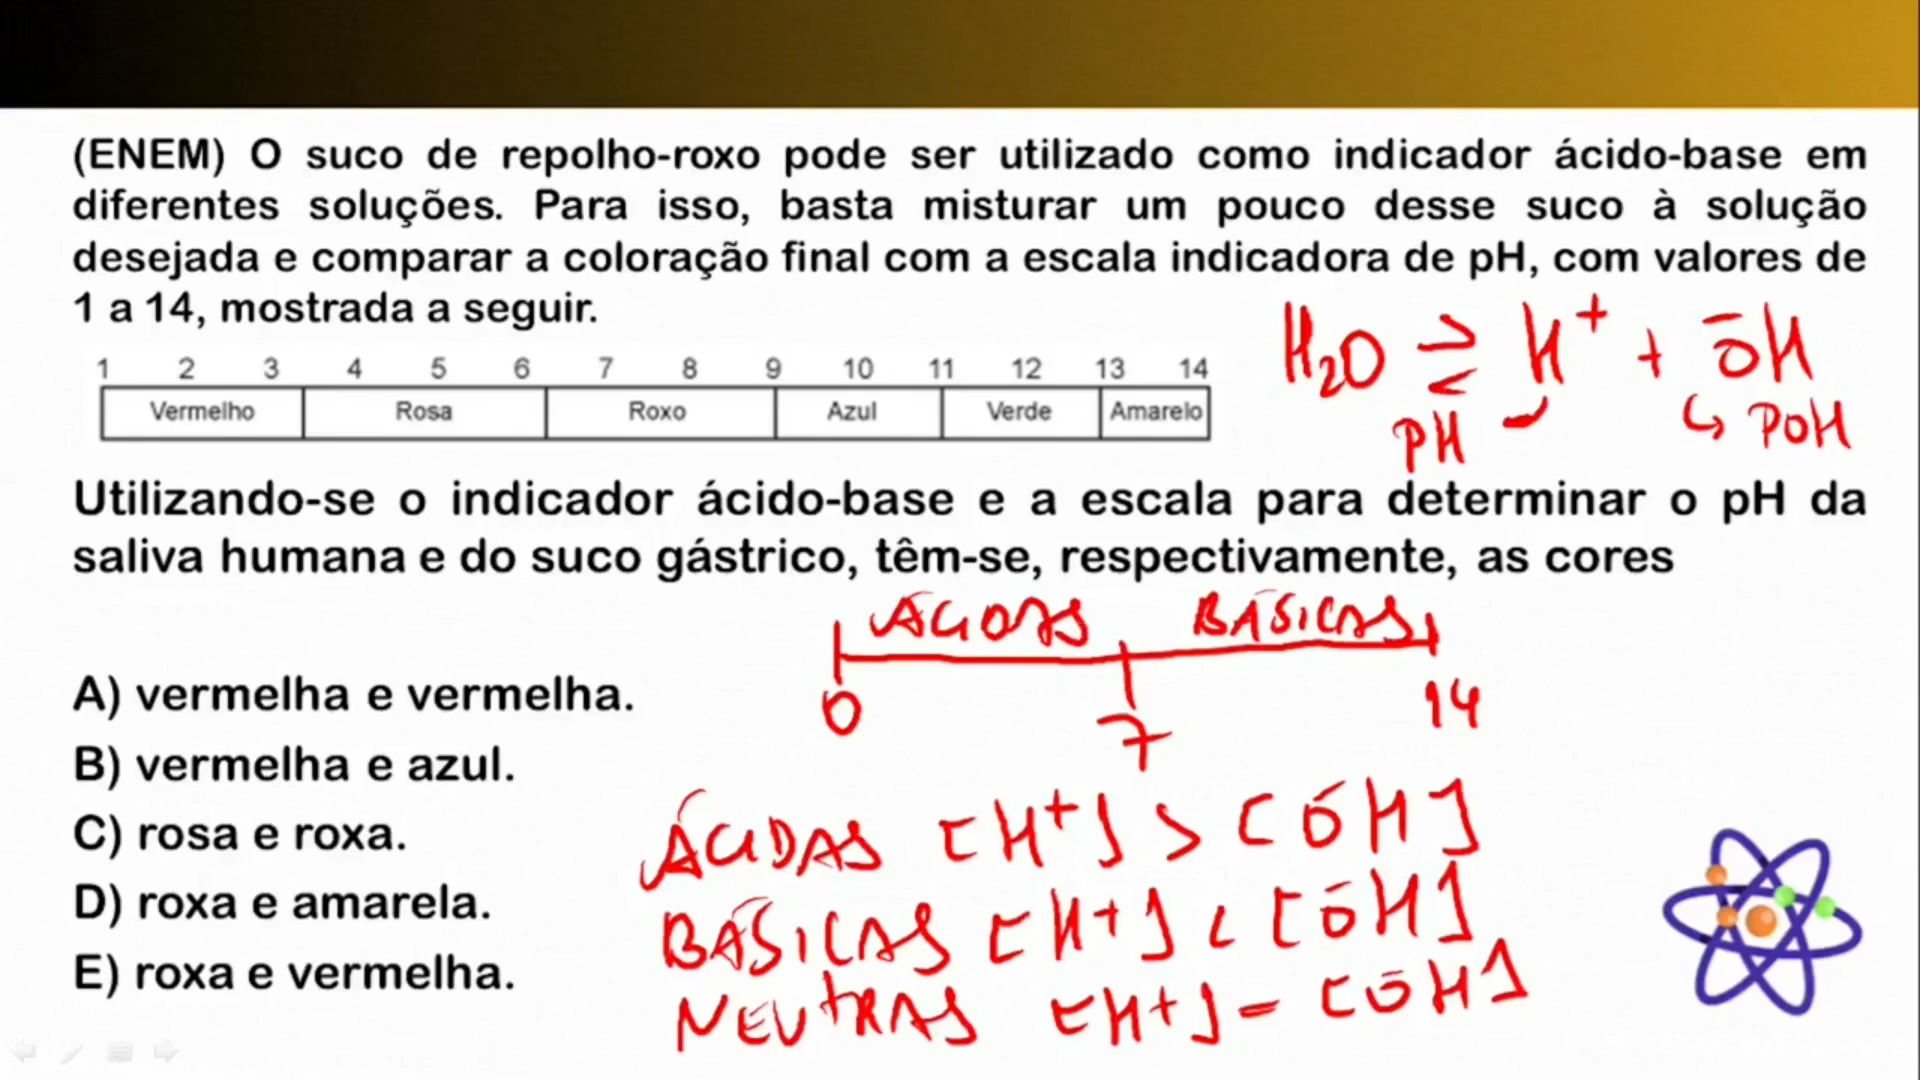 (ENEM) O suco de repolho-roxo pode ser utilizado como indicador ácido-base em
diferentes soluções. Para isso, basta misturar um pouco desse suco à solução
desejada e comparar a coloração final com a escala indicadora de pH, com valores de
1 a 14, mostrada a seguir.
H₂O ⇌ H⁺ + ⁻OH
pH ↳ POH
1 2 3 4 5 6 7 8 9 10 11 12 13 14
Vermelho Rosa Roxo Azul Verde Amarelo
Utilizando-se o indicador ácido-base e a escala para determinar o pH da
saliva humana e do suco gástrico, têm-se, respectivamente, as cores
ÁCIDAS BÁSICAS
0 7 14
A) vermelha e vermelha.
B) vermelha e azul.
C) rosa e roxa.
D) roxa e amarela.
E) roxa e vermelha.
ÁCIDAS [H⁺] > [⁻OH]
BÁSICAS [H+] < [⁻OH]
NEUTRAS [H+] = [⁻OH]